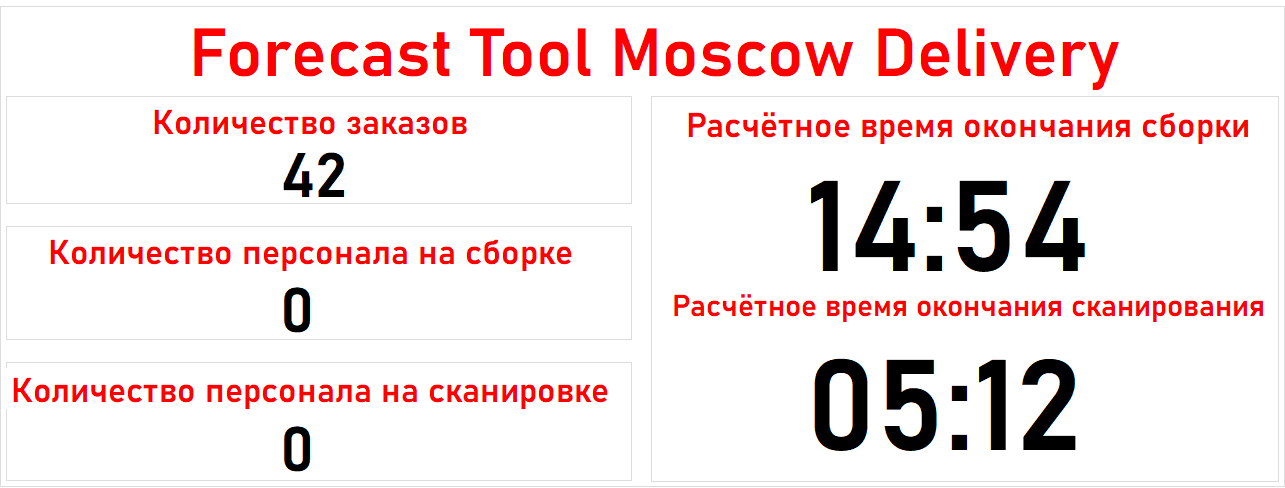 Forecast Tool Moscow Delivery
Количество заказов
42
Количество персонала на сборке
0
Количество персонала на сканировке
0
Расчётное время окончания сборки
14:54
Расчётное время окончания сканирования
05:12